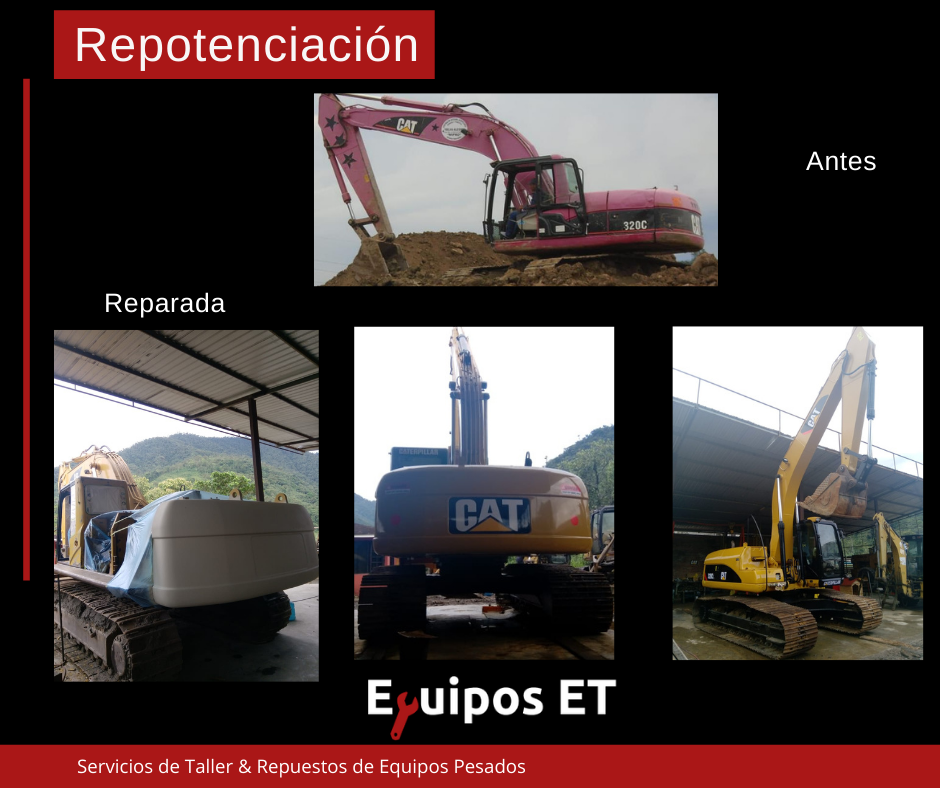 Repotenciación
CAT
Antes
320C
Reparada
CATERPILLAR
CAT
CAT
Equipos ET
Servicios de Taller & Repuestos de Equipos Pesados